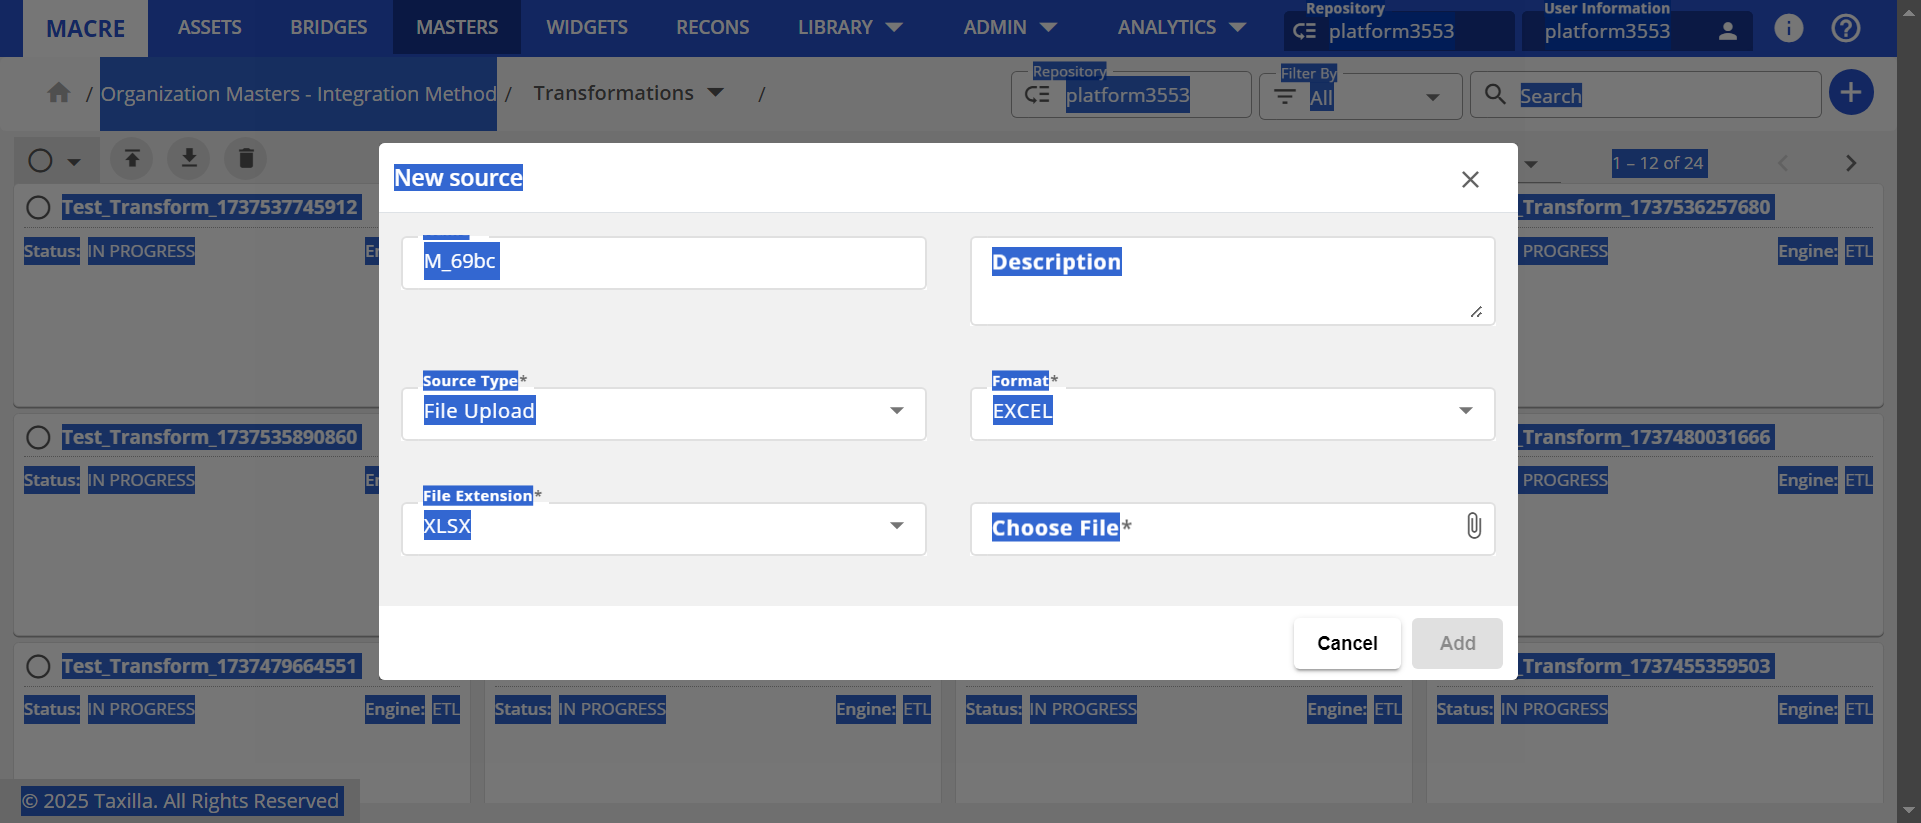 MACRE ASSETS BRIDGES MASTERS WIDGETS RECONS LIBRARY ADMIN ANALYTICS Repository platform3553 User Information platform3553
/ Organization Masters - Integration Method / Transformations / Repository platform3553 Filter By All Search
1 – 12 of 24
New source
Test_Transform_1737537745912 _Transform_1737536257680
Status: IN PROGRESS PROGRESS Engine: ETL
M_69bc Description
Source Type* Format*
File Upload EXCEL
Test_Transform_1737535890860 _Transform_1737480031666
Status: IN PROGRESS PROGRESS Engine: ETL
File Extension*
XLSX Choose File*
Cancel Add
Test_Transform_1737479664551 _Transform_1737455359503
Status: IN PROGRESS Engine: ETL Status: IN PROGRESS Engine: ETL Status: IN PROGRESS Engine: ETL Status: IN PROGRESS Engine: ETL
© 2025 Taxilla. All Rights Reserved